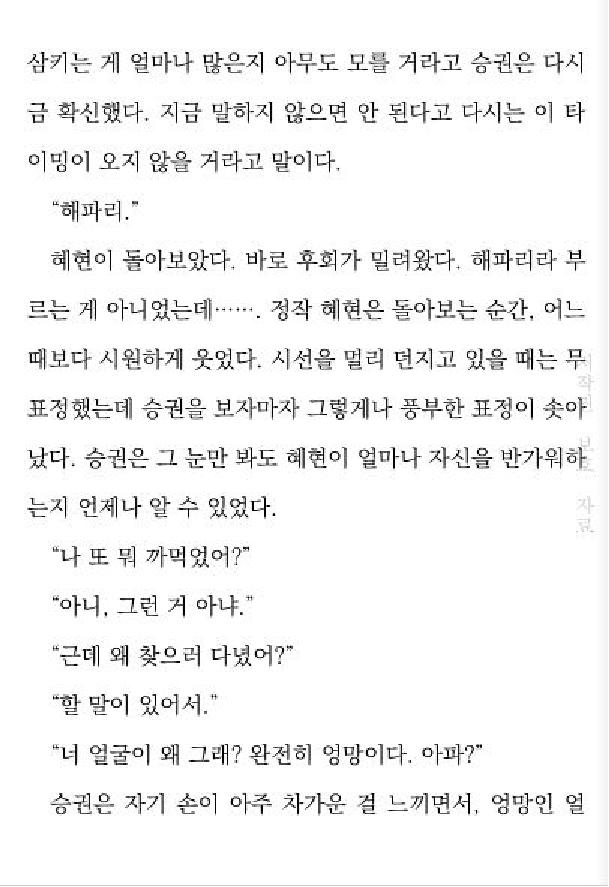 삼키는 게 얼마나 많은지 아무도 모를 거라고 승권은 다시
금 확신했다. 지금 말하지 않으면 안 된다고 다시는 이 타
이밍이 오지 않을 거라고 말이다.
“해파리.”
혜현이 돌아보았다. 바로 후회가 밀려왔다. 해파리라 부
르는 게 아니었는데……. 정작 혜현은 돌아보는 순간, 어느
때보다 시원하게 웃었다. 시선을 멀리 던지고 있을 때는 무
표정했는데 승권을 보자마자 그렇게나 풍부한 표정이 솟아
났다. 승권은 그 눈만 봐도 혜현이 얼마나 자신을 반가워하
는지 언제나 알 수 있었다.
“나 또 뭐 까먹었어?”
“아니, 그런 거 아냐.”
“근데 왜 찾으러 다녔어?”
“할 말이 있어서.”
“너 얼굴이 왜 그래? 완전히 엉망이다. 아파?”
승권은 자기 손이 아주 차가운 걸 느끼면서, 엉망인 얼
보호 자료